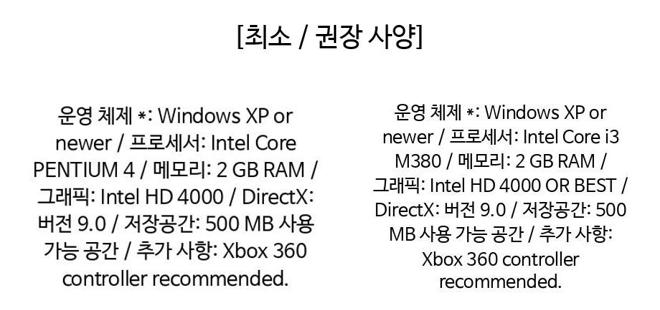 [최소 / 권장 사양]
운영 체제 *: Windows XP or
newer / 프로세서: Intel Core
PENTIUM 4 / 메모리: 2 GB RAM /
그래픽: Intel HD 4000 / DirectX:
버전 9.0 / 저장공간: 500 MB 사용
가능 공간 / 추가 사항: Xbox 360
controller recommended.
운영 체제 *: Windows XP or
newer / 프로세서: Intel Core i3
M380 / 메모리: 2 GB RAM /
그래픽: Intel HD 4000 OR BEST /
DirectX: 버전 9.0 / 저장공간: 500
MB 사용 가능 공간 / 추가 사항:
Xbox 360 controller
recommended.